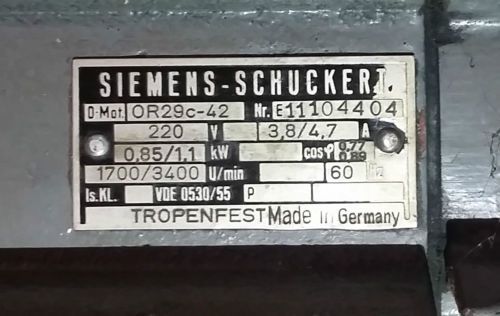 SIEMENS-SCHUCKERT.
D-Mot. OR29c-42 Nr. E11104404
220 V 3,8/4,7 A
0,85/1,1 kW cosφ 0,77 0,89
1700/3400 U/min 60 Hz
Is.KL. VDE 0530/55 P
TROPENFEST Made in Germany